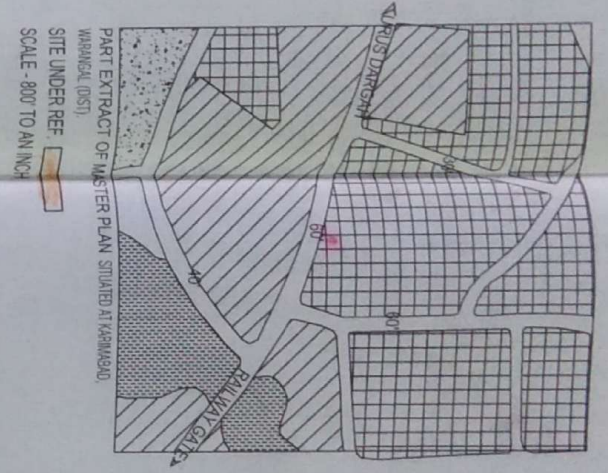 URUS DARGAH
60'
60'
60'
40'
RAILWAY GATE
PART EXTRACT OF MASTER PLAN SITUATED AT KARIMABAD,
WARANGAL (DIST).
SITE UNDER REF.
SCALE - 800' TO AN INCH